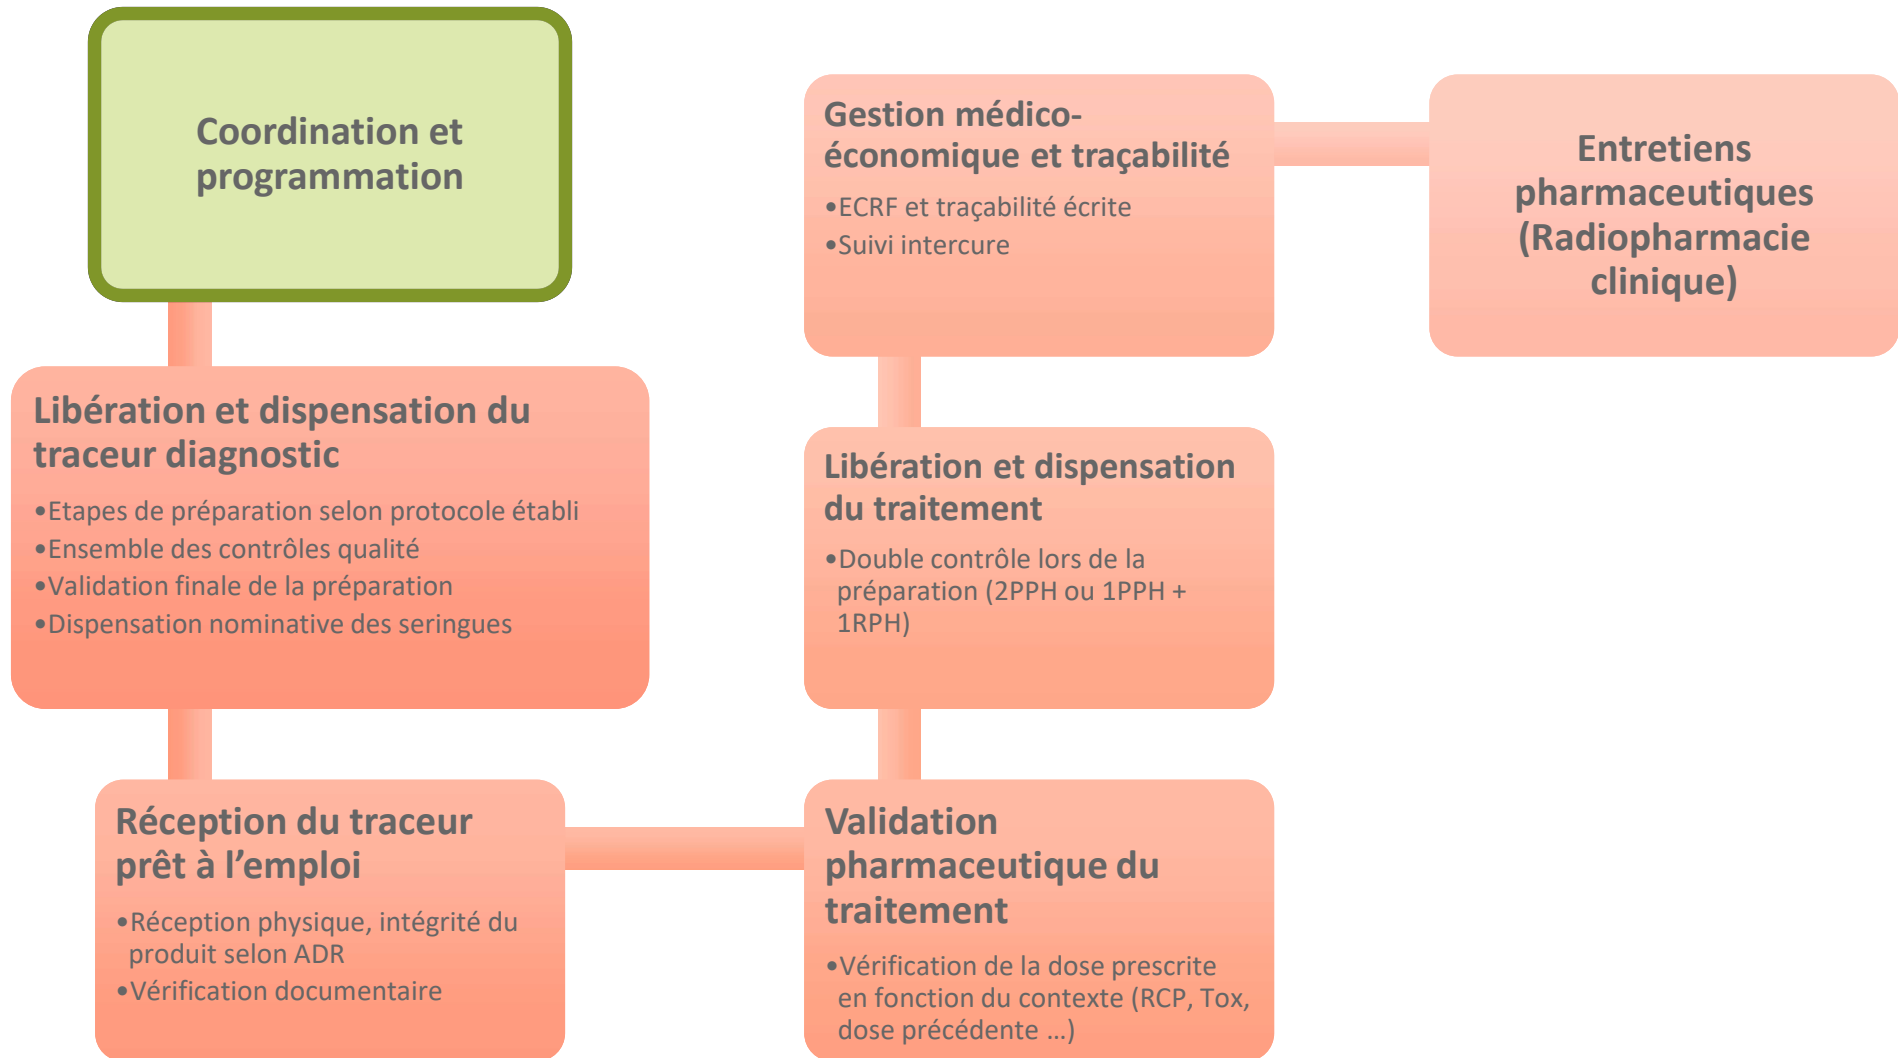 Coordination et
programmation
Libération et dispensation du
traceur diagnostic
•Etapes de préparation selon protocole établi
•Ensemble des contrôles qualité
•Validation finale de la préparation
•Dispensation nominative des seringues
Réception du traceur
prêt à l’emploi
•Réception physique, intégrité du
produit selon ADR
•Vérification documentaire
Validation
pharmaceutique du
traitement
•Vérification de la dose prescrite
en fonction du contexte (RCP, Tox,
dose précédente …)
Libération et dispensation
du traitement
•Double contrôle lors de la
préparation (2PPH ou 1PPH +
1RPH)
Gestion médico-
économique et traçabilité
•ECRF et traçabilité écrite
•Suivi intercure
Entretiens
pharmaceutiques
(Radiopharmacie
clinique)